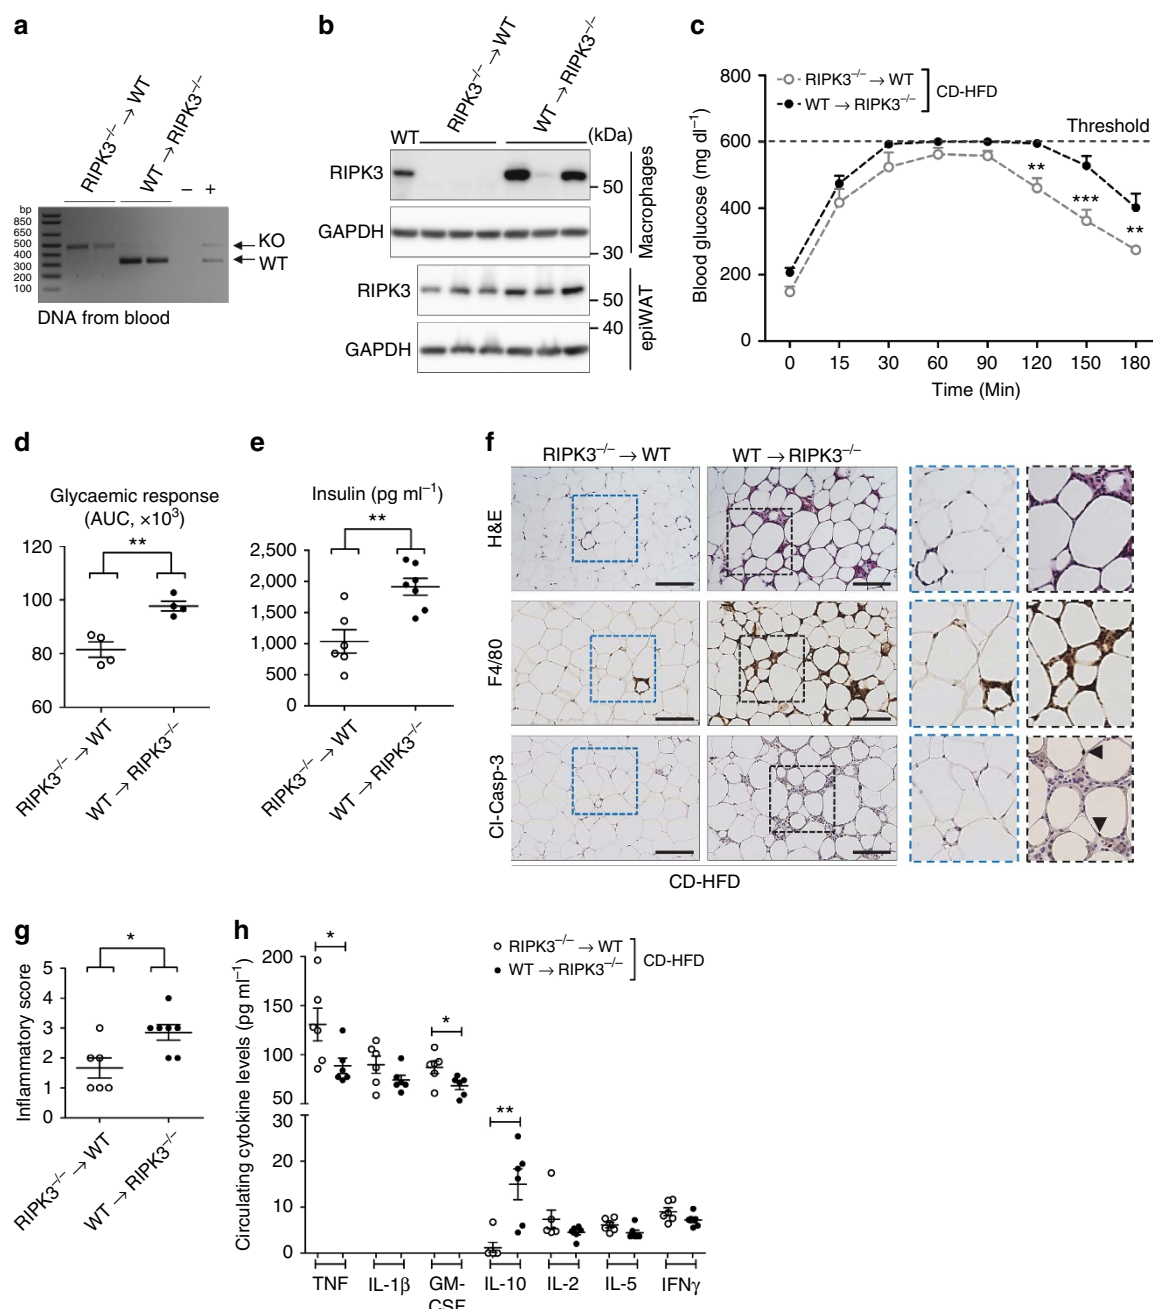 a
RIPK3–/– → WT
WT → RIPK3–/–
– +
bp
850
650
500
400
300
200
100
KO
WT
DNA from blood
b
WT
RIPK3–/– → WT
WT → RIPK3–/–
(kDa)
RIPK3
50
GAPDH
30
Macrophages
RIPK3
50
40
GAPDH
epiWAT
c
RIPK3–/– → WT
WT → RIPK3–/–
CD-HFD
Threshold
Blood glucose (mg dl–1)
800
600
400
200
0
**
***
**
0 15 30 60 90 120 150 180
Time (Min)
d
Glycaemic response
(AUC, ×10³)
**
120
100
80
60
RIPK3–/– → WT
WT → RIPK3–/–
e
Insulin (pg ml–1)
**
2,500
2,000
1,500
1,000
500
0
RIPK3–/– → WT
WT → RIPK3–/–
f
RIPK3–/– → WT
WT → RIPK3–/–
H&E
F4/80
Cl-Casp-3
CD-HFD
g
*
Inflammatory score
5
4
3
2
1
0
RIPK3–/– → WT
WT → RIPK3–/–
h
RIPK3–/– → WT
WT → RIPK3–/–
CD-HFD
Circulating cytokine levels (pg ml–1)
200
150
100
50
30
20
10
0
*
*
**
TNF IL-1β GM- IL-10 IL-2 IL-5 IFNγ
CSF